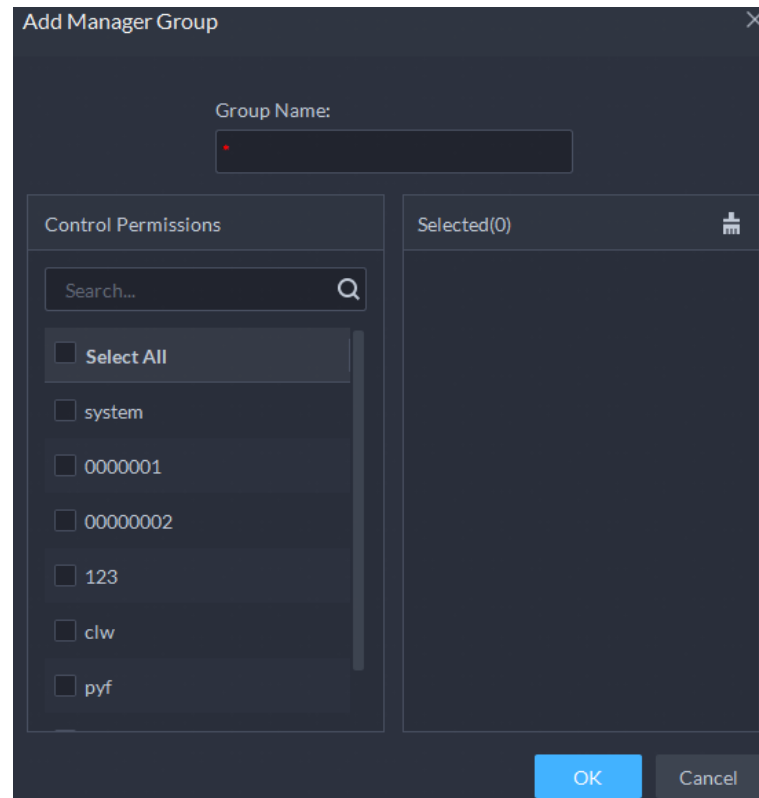 Add Manager Group
Group Name:
*
Control Permissions
Selected(0)
Search...
Select All
system
0000001
00000002
123
clw
pyf
OK
Cancel